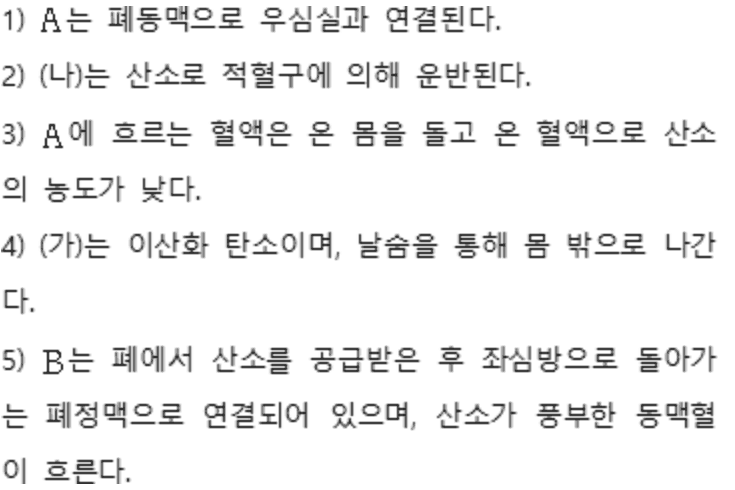 1) A는 폐동맥으로 우심실과 연결된다.
2) (나)는 산소로 적혈구에 의해 운반된다.
3) A에 흐르는 혈액은 온 몸을 돌고 온 혈액으로 산소
의 농도가 낮다.
4) (가)는 이산화 탄소이며, 날숨을 통해 몸 밖으로 나간
다.
5) B는 폐에서 산소를 공급받은 후 좌심방으로 돌아가
는 폐정맥으로 연결되어 있으며, 산소가 풍부한 동맥혈
이 흐른다.